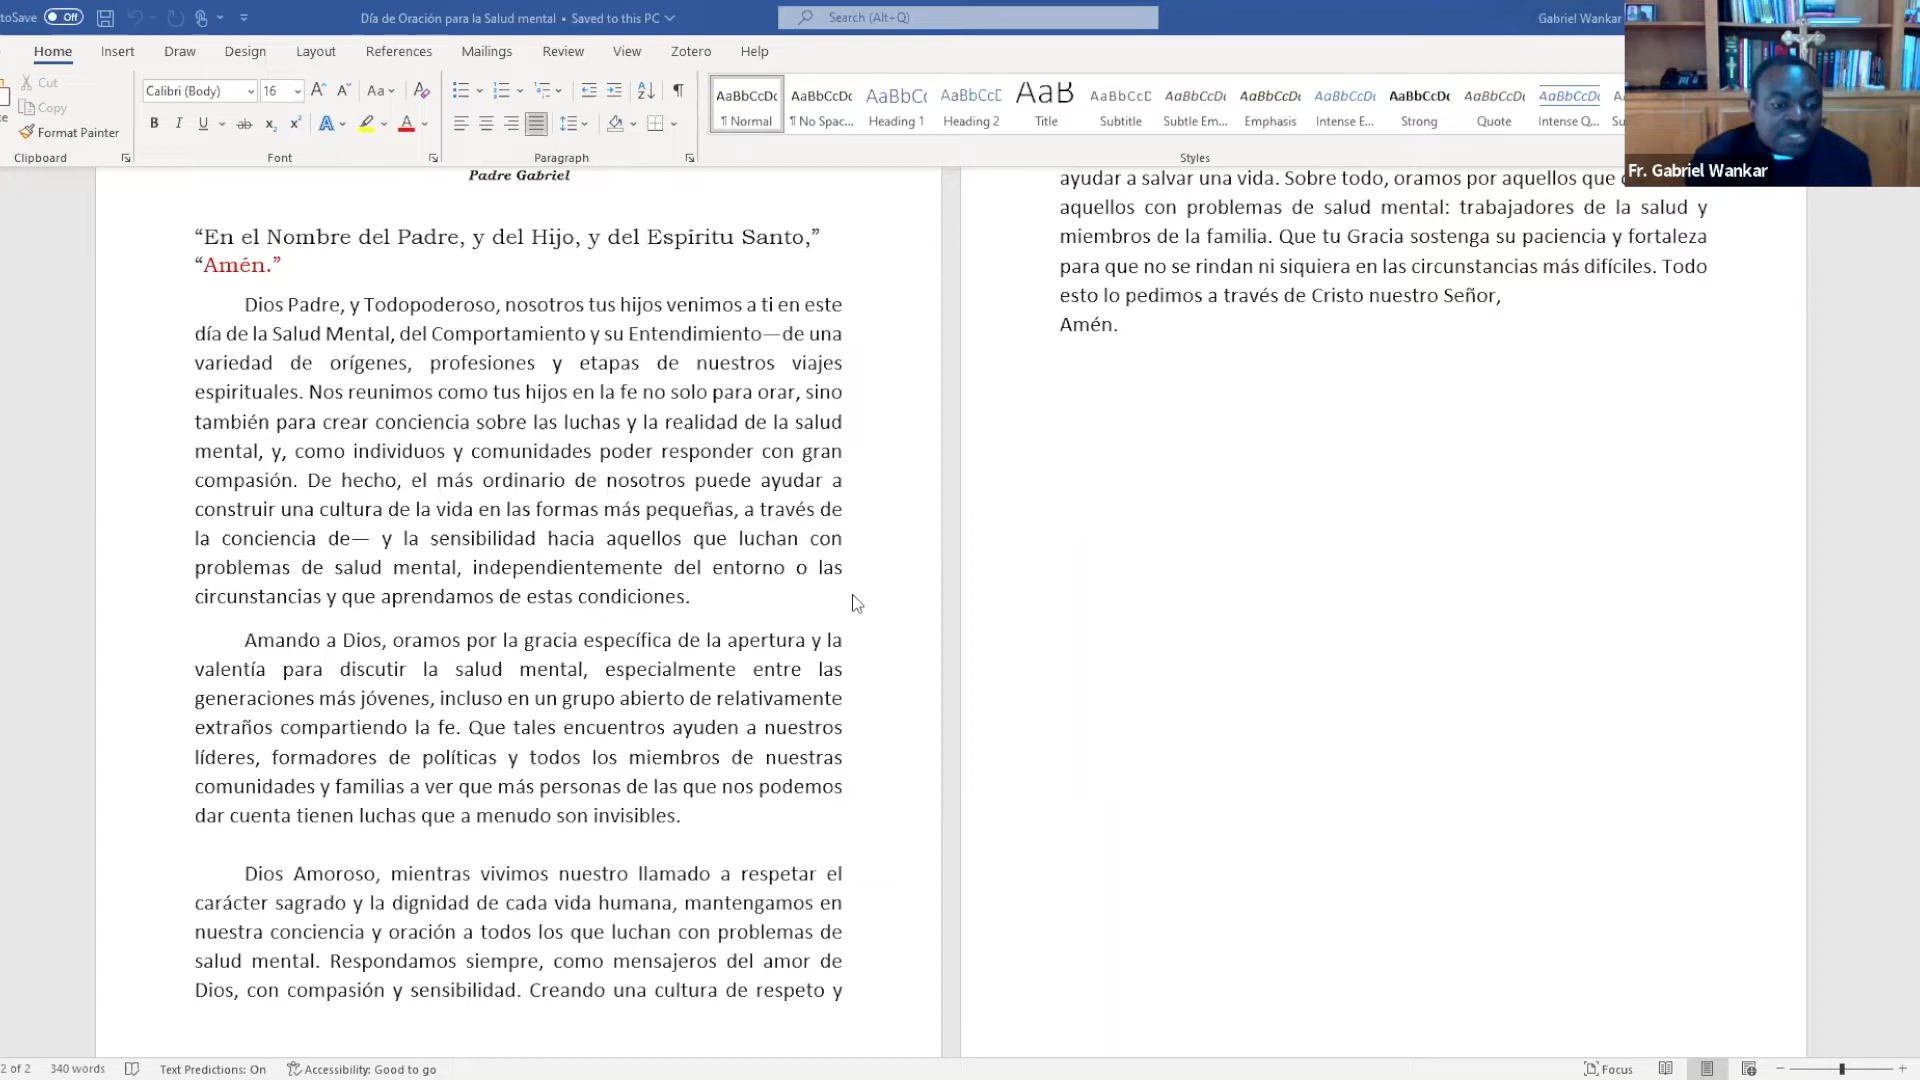 toSave Off Día de Oración para la Salud mental • Saved to this PC Search (Alt+Q) Gabriel Wankar
Home Insert Draw Design Layout References Mailings Review View Zotero Help
Cut
Copy
Format Painter
Clipboard
Calibri (Body) 16
Font
Paragraph
AaBbCcDc AaBbCcDc AaBbC AaBbCcD AaB AaBbCcD AaBbCcDc AaBbCcDc AaBbCcDc AaBbCcDc AaBbCcDc AaBbCcDc
¶ Normal ¶ No Spac... Heading 1 Heading 2 Title Subtitle Subtle Em... Emphasis Intense E... Strong Quote Intense Q...
Styles
Fr. Gabriel Wankar
Padre Gabriel
“En el Nombre del Padre, y del Hijo, y del Espíritu Santo,”
“Amén.”
Dios Padre, y Todopoderoso, nosotros tus hijos venimos a ti en este
día de la Salud Mental, del Comportamiento y su Entendimiento—de una
variedad de orígenes, profesiones y etapas de nuestros viajes
espirituales. Nos reunimos como tus hijos en la fe no solo para orar, sino
también para crear conciencia sobre las luchas y la realidad de la salud
mental, y, como individuos y comunidades poder responder con gran
compasión. De hecho, el más ordinario de nosotros puede ayudar a
construir una cultura de la vida en las formas más pequeñas, a través de
la conciencia de— y la sensibilidad hacia aquellos que luchan con
problemas de salud mental, independientemente del entorno o las
circunstancias y que aprendamos de estas condiciones.
Amando a Dios, oramos por la gracia específica de la apertura y la
valentía para discutir la salud mental, especialmente entre las
generaciones más jóvenes, incluso en un grupo abierto de relativamente
extraños compartiendo la fe. Que tales encuentros ayuden a nuestros
líderes, formadores de políticas y todos los miembros de nuestras
comunidades y familias a ver que más personas de las que nos podemos
dar cuenta tienen luchas que a menudo son invisibles.
Dios Amoroso, mientras vivimos nuestro llamado a respetar el
carácter sagrado y la dignidad de cada vida humana, mantengamos en
nuestra conciencia y oración a todos los que luchan con problemas de
salud mental. Respondamos siempre, como mensajeros del amor de
Dios, con compasión y sensibilidad. Creando una cultura de respeto y
ayudar a salvar una vida. Sobre todo, oramos por aquellos que
aquellos con problemas de salud mental: trabajadores de la salud y
miembros de la familia. Que tu Gracia sostenga su paciencia y fortaleza
para que no se rindan ni siquiera en las circunstancias más difíciles. Todo
esto lo pedimos a través de Cristo nuestro Señor,
Amén.
2 of 2 340 words Text Predictions: On Accessibility: Good to go Focus